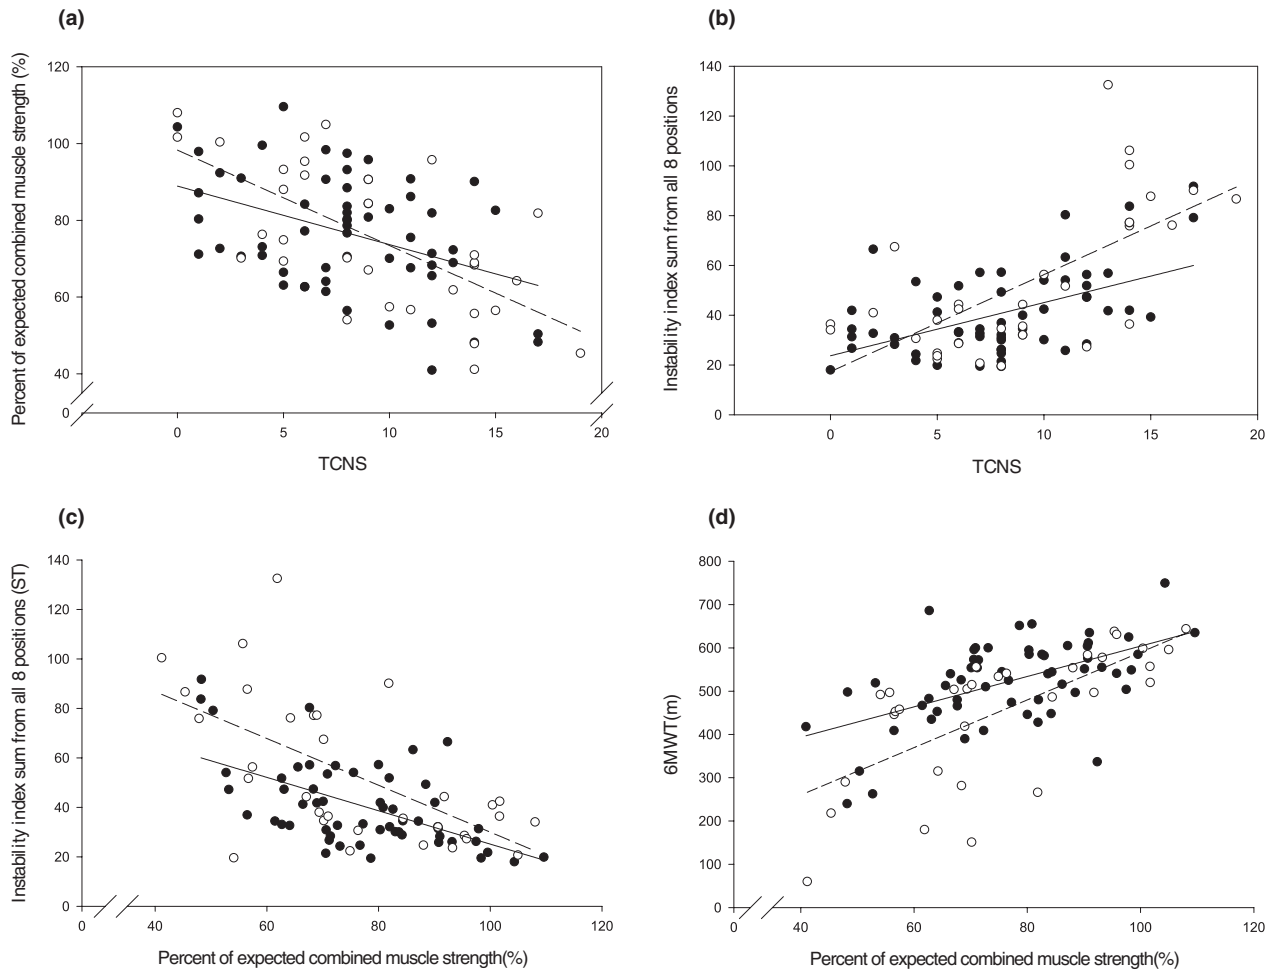 (a)
Percent of expected combined muscle strength (%)
120
100
80
60
40
0
0 5 10 15 20
TCNS
(b)
Instability index sum from all 8 positions
140
120
100
80
60
40
20
0
0 5 10 15 20
TCNS
(c)
Instability index sum from all 8 positions (ST)
140
120
100
80
60
40
20
0
0 40 60 80 100 120
Percent of expected combined muscle strength(%)
(d)
6MWT(m)
800
700
600
500
400
300
200
100
0
0 40 60 80 100 120
Percent of expected combined muscle strength(%)